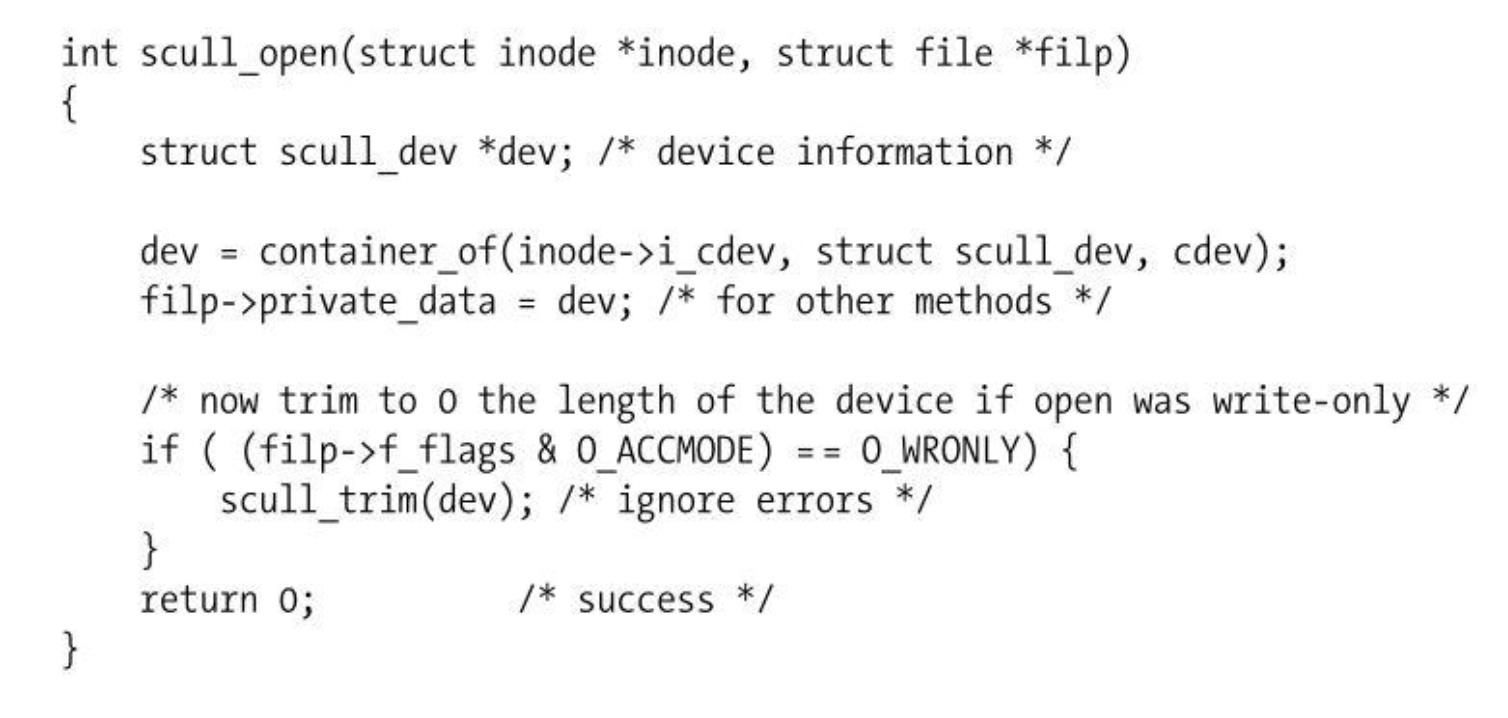 int scull_open(struct inode *inode, struct file *filp)
{
    struct scull_dev *dev; /* device information */

    dev = container_of(inode->i_cdev, struct scull_dev, cdev);
    filp->private_data = dev; /* for other methods */

    /* now trim to 0 the length of the device if open was write-only */
    if ( (filp->f_flags & O_ACCMODE) == O_WRONLY) {
        scull_trim(dev); /* ignore errors */
    }
    return 0;          /* success */
}